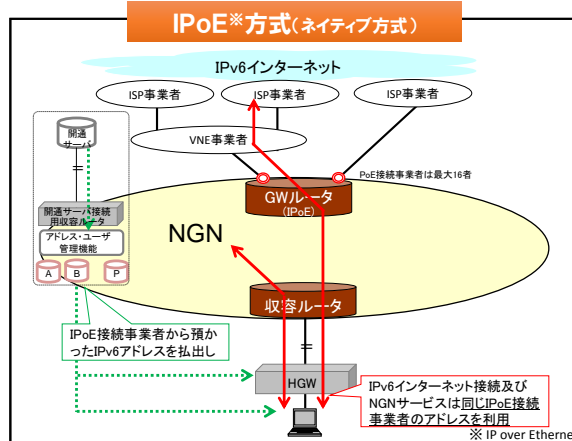 IPoE※方式(ネイティブ方式)
IPv6インターネット
ISP事業者
ISP事業者
ISP事業者
開通
サーバ
VNE事業者
PoE接続事業者は最大16者
GWルータ
(IPoE)
開通サーバ接続
用収容ルータ
アドレス・ユーザ
管理機能
NGN
A
B
P
収容ルータ
IPoE接続事業者から預か
ったIPv6アドレスを払出し
HGW
IPv6インターネット接続及び
NGNサービスは同じIPoE接続
事業者のアドレスを利用
※ IP over Etherne